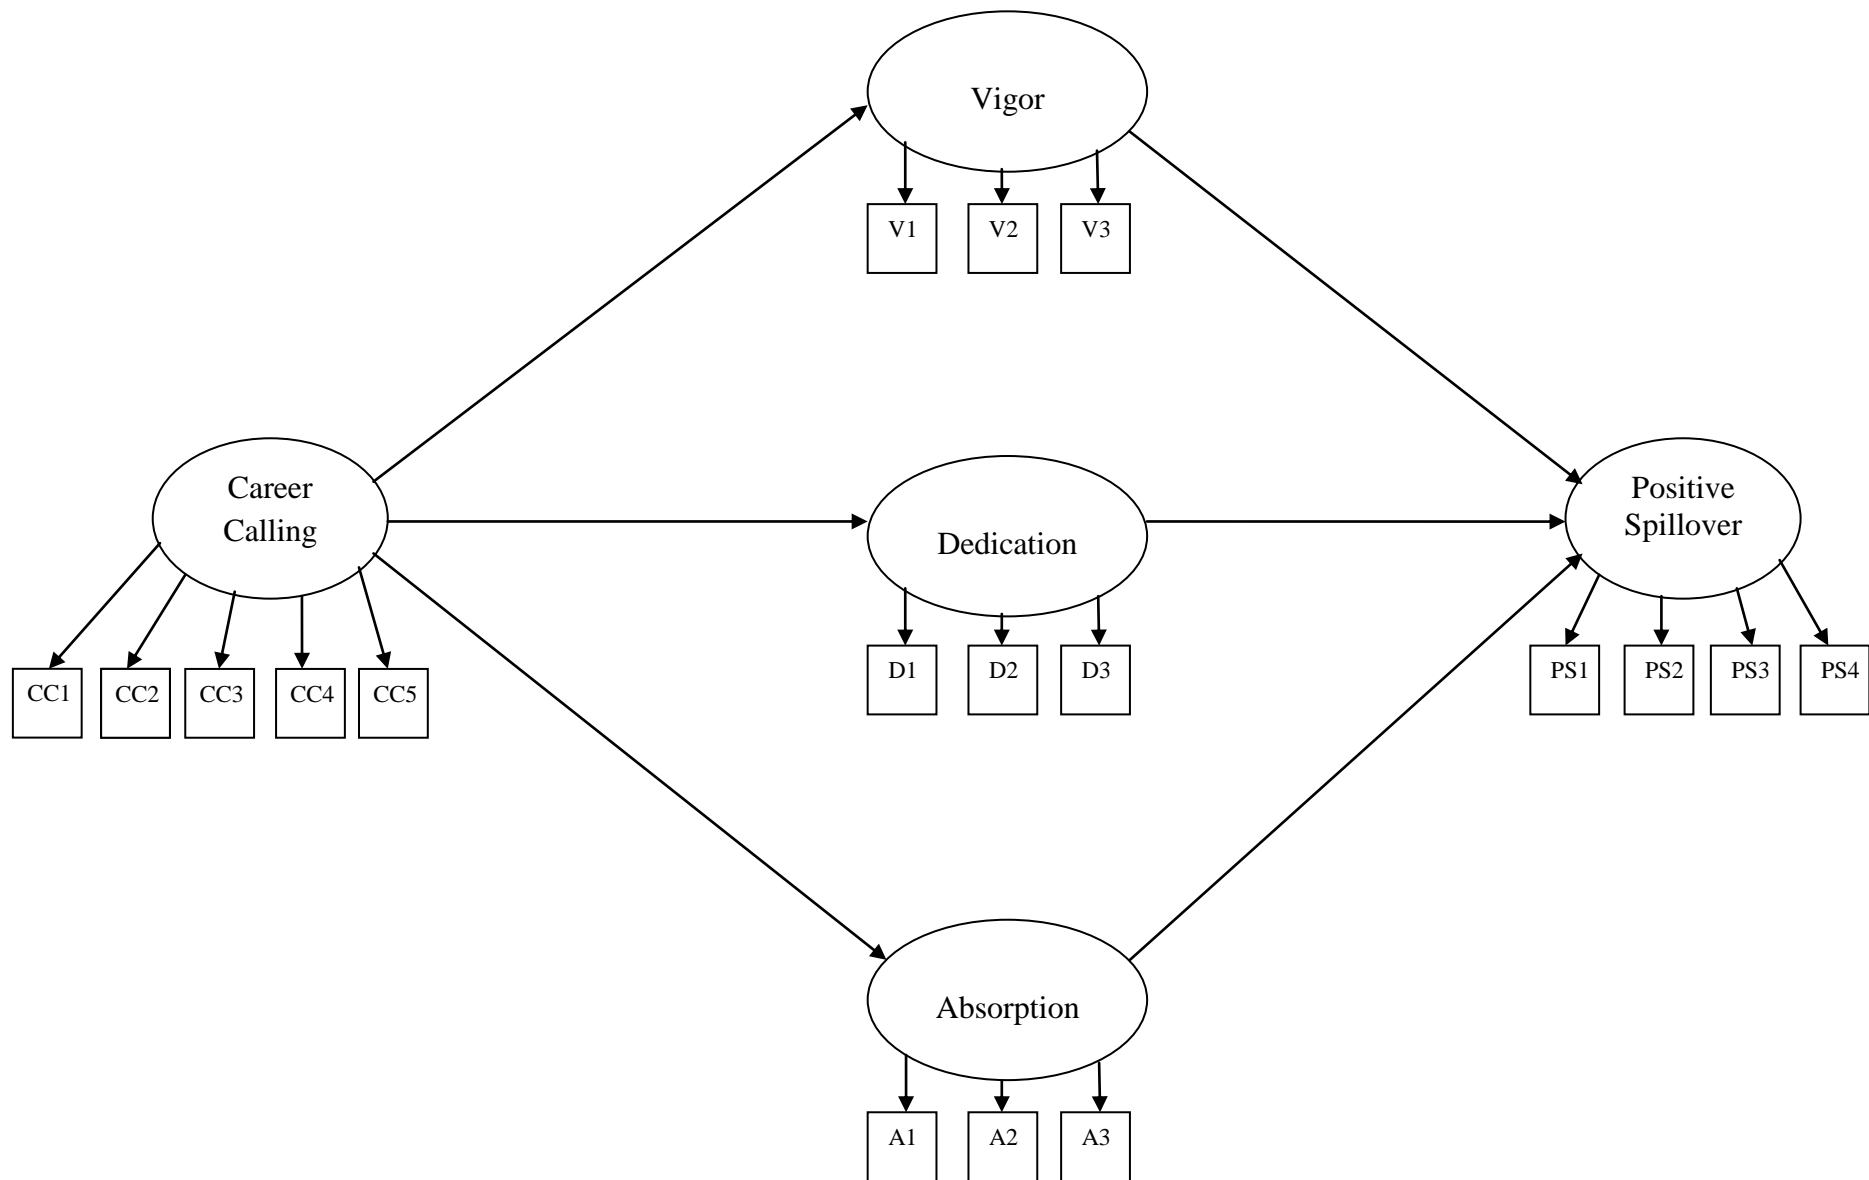 Vigor
V1
V2
V3
Career
Calling
CC1
CC2
CC3
CC4
CC5
Dedication
D1
D2
D3
Positive
Spillover
PS1
PS2
PS3
PS4
Absorption
A1
A2
A3